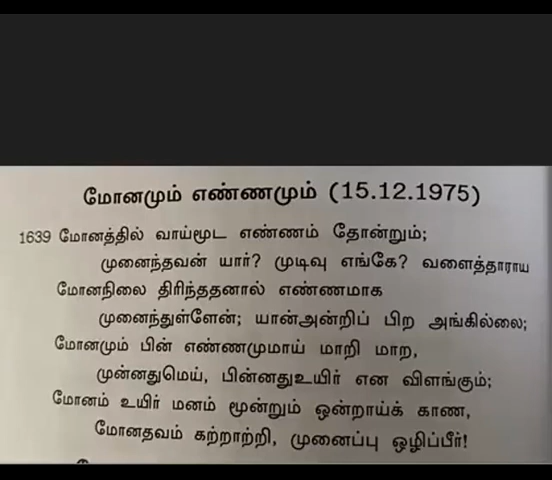 மோனமும் எண்ணமும் (15.12.1975)
1639 மோனத்தில் வாய்மூட எண்ணம் தோன்றும்;
முனைந்தவன் யார்? முடிவு எங்கே? வளைத்தாராய
மோனநிலை திரிந்ததனால் எண்ணமாக
முனைந்துள்ளேன்; யான்அன்றிப் பிற அங்கில்லை;
மோனமும் பின் எண்ணமுமாய் மாறி மாற,
முன்னதுமெய், பின்னதுஉயிர் என விளங்கும்;
மோனம் உயிர் மனம் மூன்றும் ஒன்றாய்க் காண,
மோனதவம் கற்றாற்றி, முனைப்பு ஒழிப்பீர்!